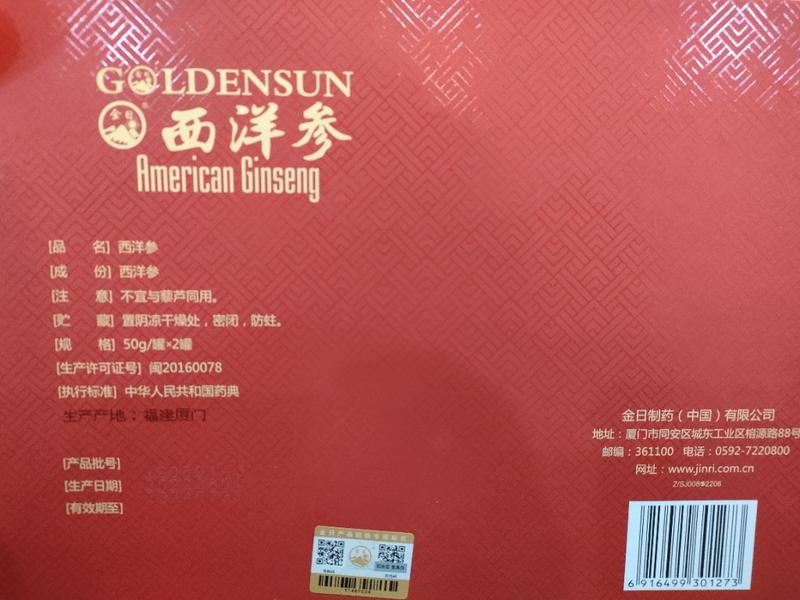 GOLDENSUN
金日
西洋参
American Ginseng
[品 名] 西洋参
[成 份] 西洋参
[注 意] 不宜与藜芦同用。
[贮 藏] 置阴凉干燥处，密闭，防蛀。
[规 格] 50g/罐×2罐
[生产许可证号] 闽20160078
[执行标准] 中华人民共和国药典
生产产地：福建厦门
[产品批号]
[生产日期]
[有效期至]
金日制药（中国）有限公司
地址：厦门市同安区城东工业区榕源路88号
邮编：361100 电话：0592-7220800
网址：www.jinri.com.cn
6 916499 301273